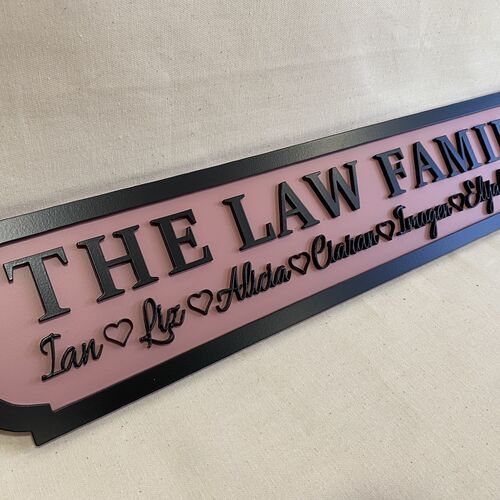 THE LAW FAMI
Ian ♡ Liz ♡ Alicia ♡ Ciaran ♡ Imogen ♡